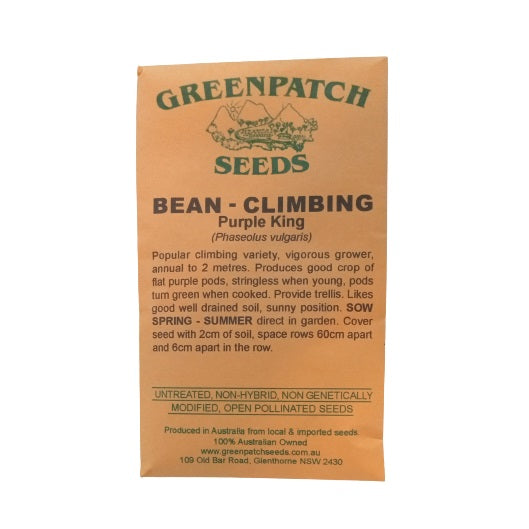 GREENPATCH
SEEDS
BEAN - CLIMBING
Purple King
(Phaseolus vulgaris)
Popular climbing variety, vigorous grower,
annual to 2 metres. Produces good crop of
flat purple pods, stringless when young, pods
turn green when cooked. Provide trellis. Likes
good well drained soil, sunny position. SOW
SPRING - SUMMER direct in garden. Cover
seed with 2cm of soil, space rows 60cm apart
and 6cm apart in the row.
UNTREATED, NON-HYBRID, NON GENETICALLY
MODIFIED, OPEN POLLINATED SEEDS
Produced in Australia from local & imported seeds.
100% Australian Owned
www.greenpatchseeds.com.au
109 Old Bar Road, Glenthorne NSW 2430